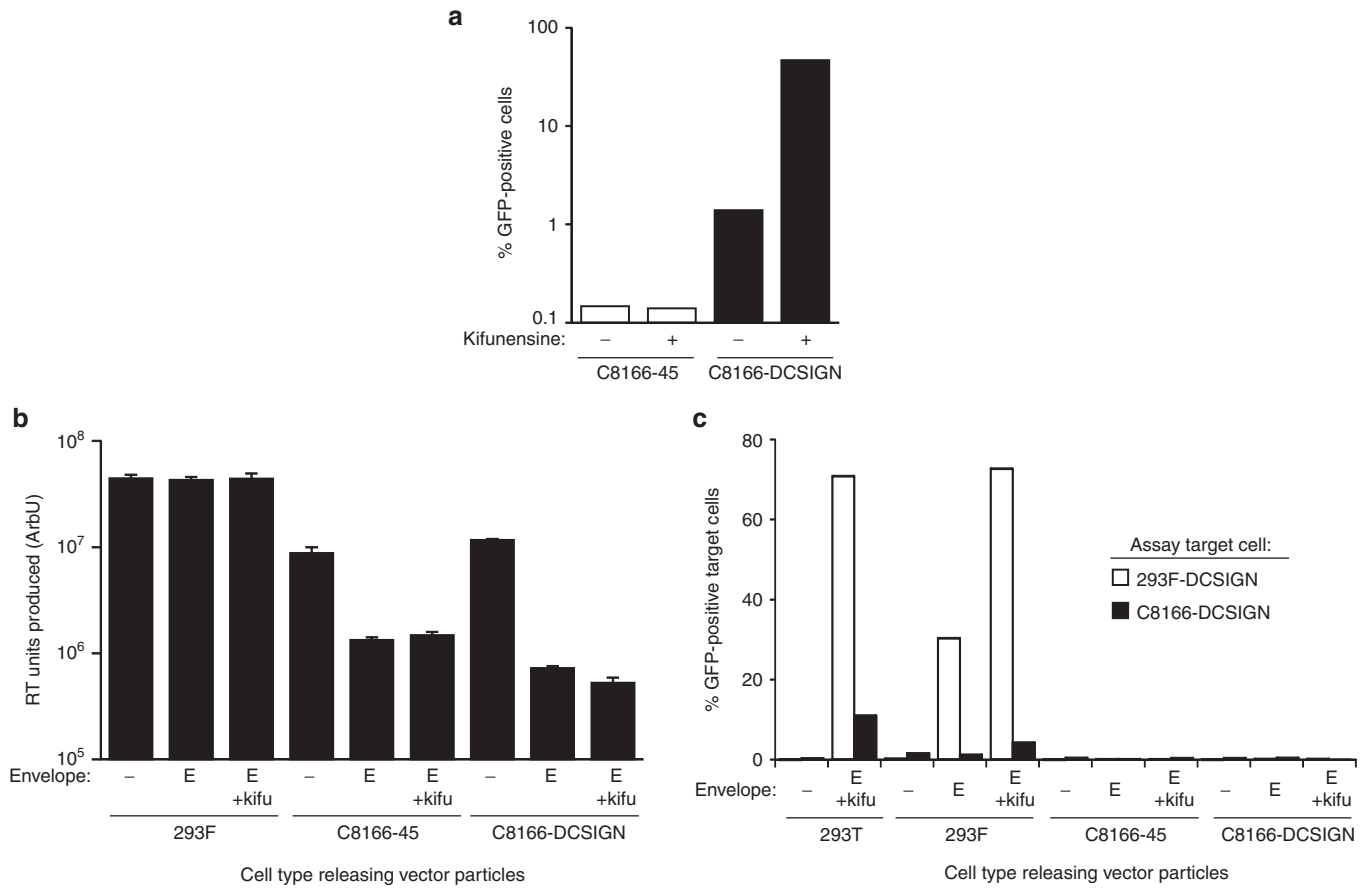 a
% GFP-positive cells
100
10
1
0.1
Kifunensine: – + – +
C8166-45 C8166-DCSIGN
b
RT units produced (ArbU)
10^8
10^7
10^6
10^5
Envelope: – E E +kifu – E E +kifu – E E +kifu
293F C8166-45 C8166-DCSIGN
Cell type releasing vector particles
c
% GFP-positive target cells
80
60
40
20
0
Assay target cell:
293F-DCSIGN
C8166-DCSIGN
Envelope: – E +kifu – E E +kifu – E E +kifu – E E +kifu
293T 293F C8166-45 C8166-DCSIGN
Cell type releasing vector particles